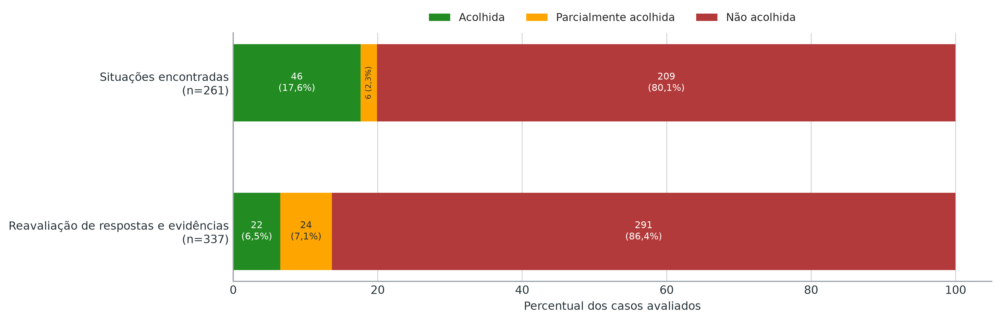 Acolhida Parcialmente acolhida Não acolhida
Situações encontradas
(n=261)
46
(17,6%)
6 (2,3%)
209
(80,1%)
Reavaliação de respostas e evidências
(n=337)
22
(6,5%)
24
(7,1%)
291
(86,4%)
0 20 40 60 80 100
Percentual dos casos avaliados